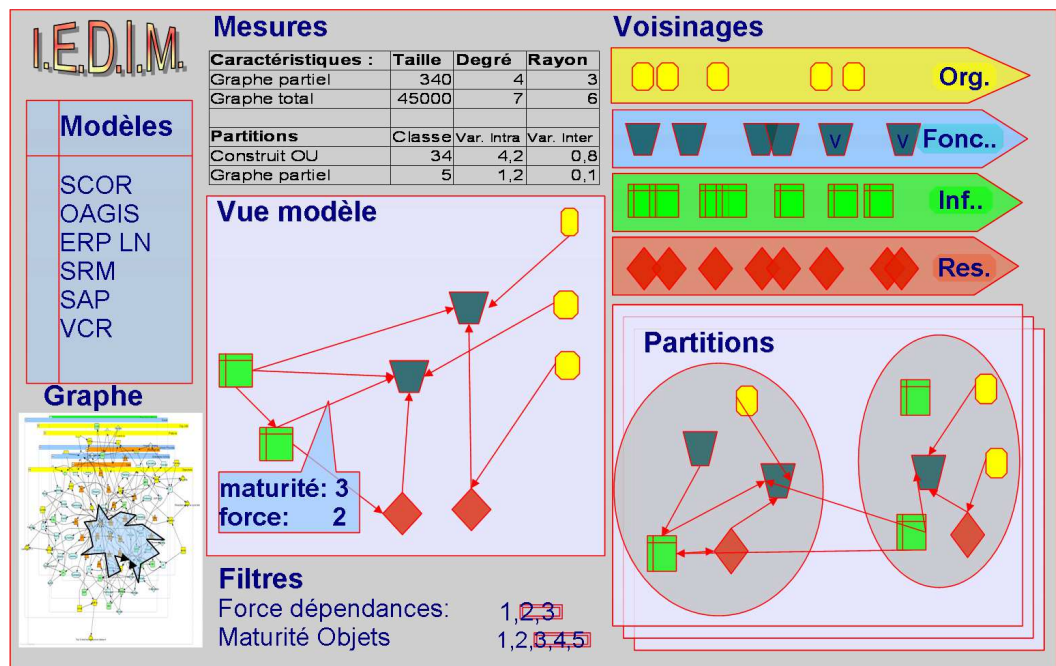 I.E.D.I.M.
Modèles
SCOR
OAGIS
ERP LN
SRM
SAP
VCR
Graphe
Mesures
Caractéristiques : Taille Degré Rayon
Graphe partiel 340 4 3
Graphe total 45000 7 6
Partitions Classe Var. Intra Var. Inter
Construit OU 34 4,2 0,8
Graphe partiel 5 1,2 0,1
Vue modèle
maturité: 3
force: 2
Filtres
Force dépendances: 1,2,3
Maturité Objets 1,2,3,4,5
Voisinages
Org.
V V Fonc..
Inf..
Res.
Partitions